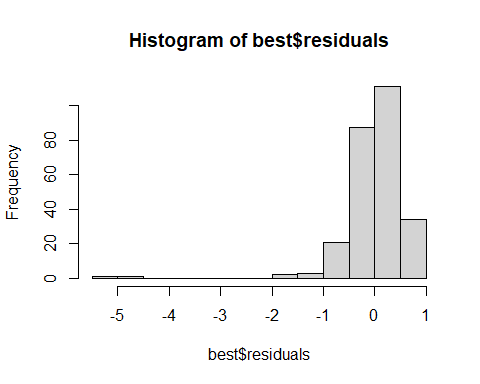 Histogram of best$residuals
Frequency
0 20 40 60 80
-5 -4 -3 -2 -1 0 1
best$residuals